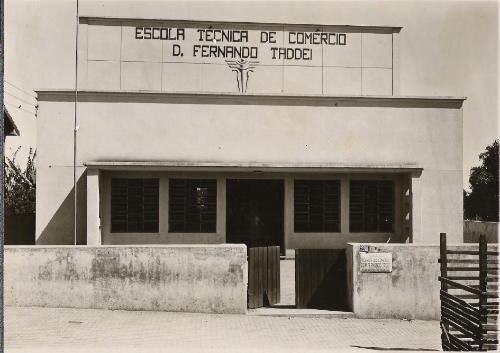 ESCOLA TÉCNICA DE COMÉRCIO
D. FERNANDO TADDEI